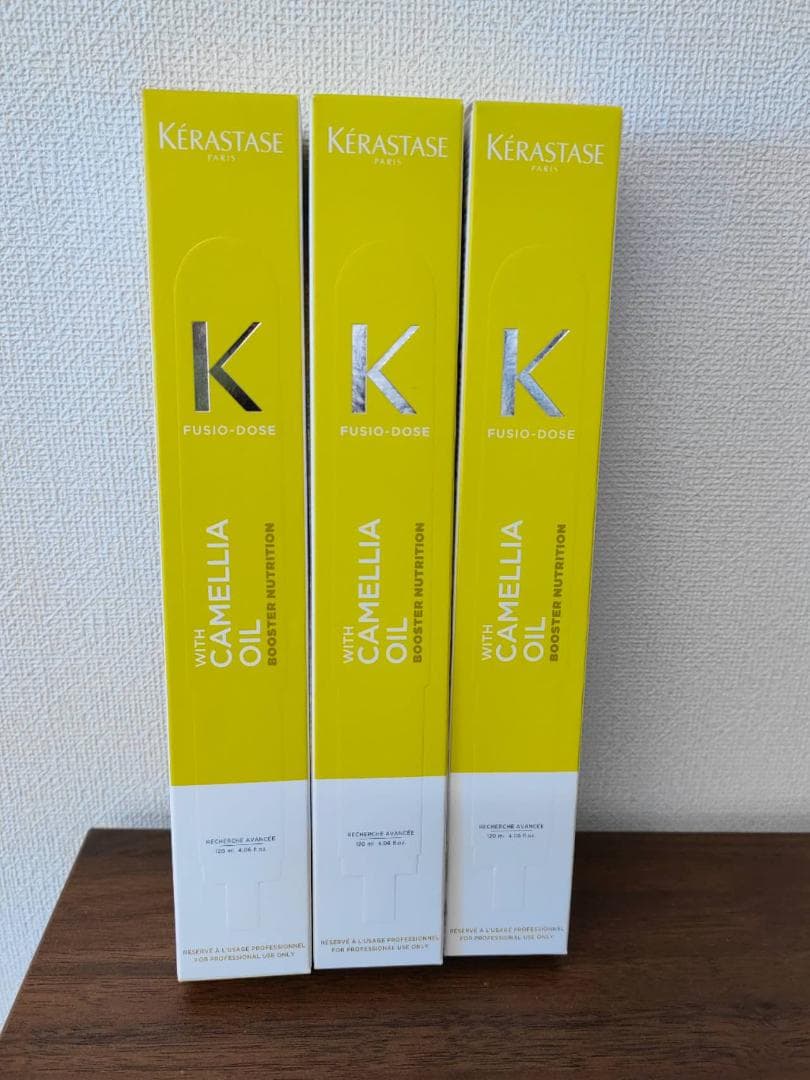 KÉRASTASE
PARIS
K
FUSIO-DOSE
WITH
CAMELLIA
OIL
BOOSTER NUTRITION
RECHERCHE AVANCÉE
120 ml 4.06 fl.oz.
RÉSERVÉ À L'USAGE PROFESSIONNEL
FOR PROFESSIONAL USE ONLY
KÉRASTASE
PARIS
K
FUSIO-DOSE
WITH
CAMELLIA
OIL
BOOSTER NUTRITION
RECHERCHE AVANCÉE
120 ml 4.06 fl.oz.
RÉSERVÉ À L'USAGE PROFESSIONNEL
FOR PROFESSIONAL USE ONLY
KÉRASTASE
PARIS
K
FUSIO-DOSE
WITH
CAMELLIA
OIL
BOOSTER NUTRITION
RECHERCHE AVANCÉE
120 ml 4.06 fl.oz.
RÉSERVÉ À L'USAGE PROFESSIONNEL
FOR PROFESSIONAL USE ONLY